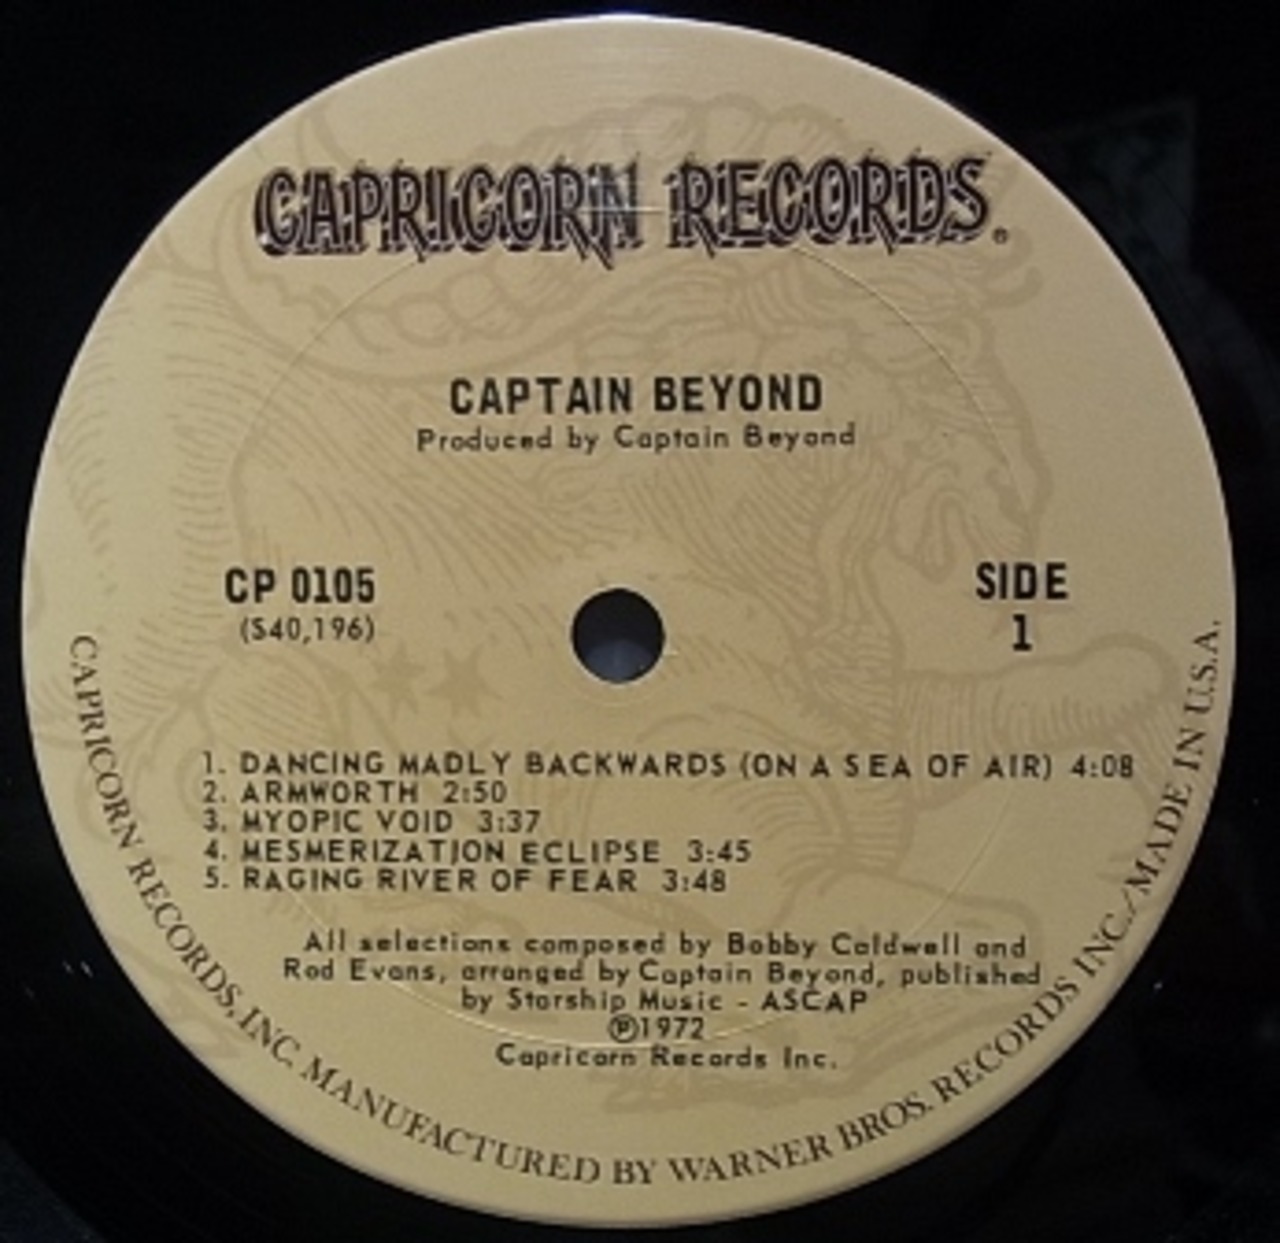 CAPRICORN RECORDS®
CAPTAIN BEYOND
Produced by Captain Beyond
CP 0105
(S40,196)
SIDE
1
1. DANCING MADLY BACKWARDS (ON A SEA OF AIR) 4:08
2. ARMWORTH 2:50
3. MYOPIC VOID 3:37
4. MESMERIZATION ECLIPSE 3:45
5. RAGING RIVER OF FEAR 3:48
All selections composed by Bobby Caldwell and
Rod Evans, arranged by Captain Beyond, published
by Starship Music - ASCAP
℗1972
Capricorn Records Inc.
CAPRICORN RECORDS, INC. MANUFACTURED BY WARNER BROS. RECORDS INC./MADE IN U.S.A.